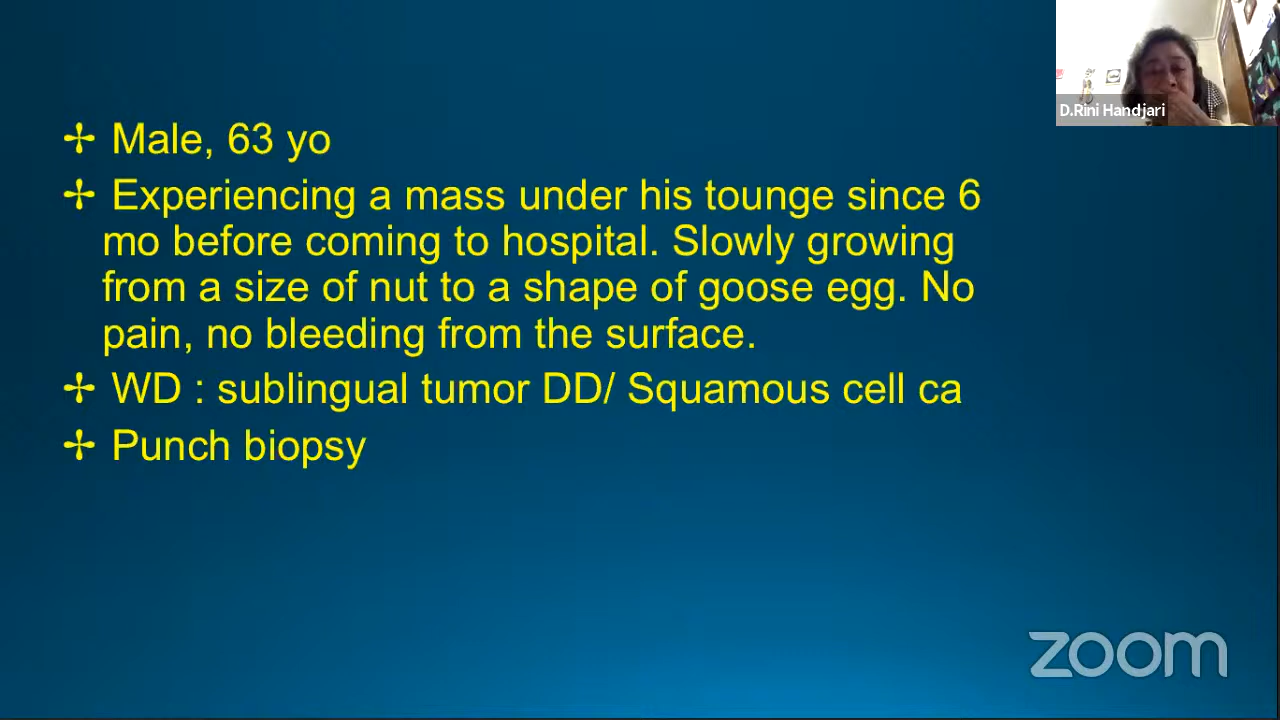 D.Rini Handjari
✢ Male, 63 yo
✢ Experiencing a mass under his tounge since 6
mo before coming to hospital. Slowly growing
from a size of nut to a shape of goose egg. No
pain, no bleeding from the surface.
✢ WD : sublingual tumor DD/ Squamous cell ca
✢ Punch biopsy
zoom